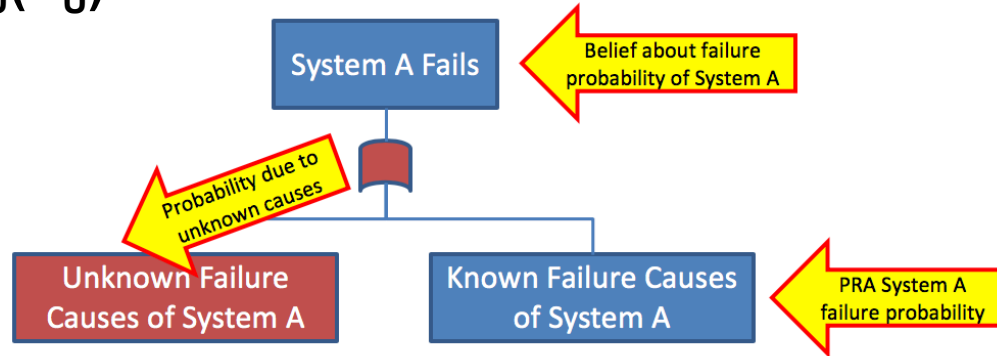 System A Fails
Belief about failure
probability of System A
Probability due to
unknown causes
Unknown Failure
Causes of System A
Known Failure Causes
of System A
PRA System A
failure probability